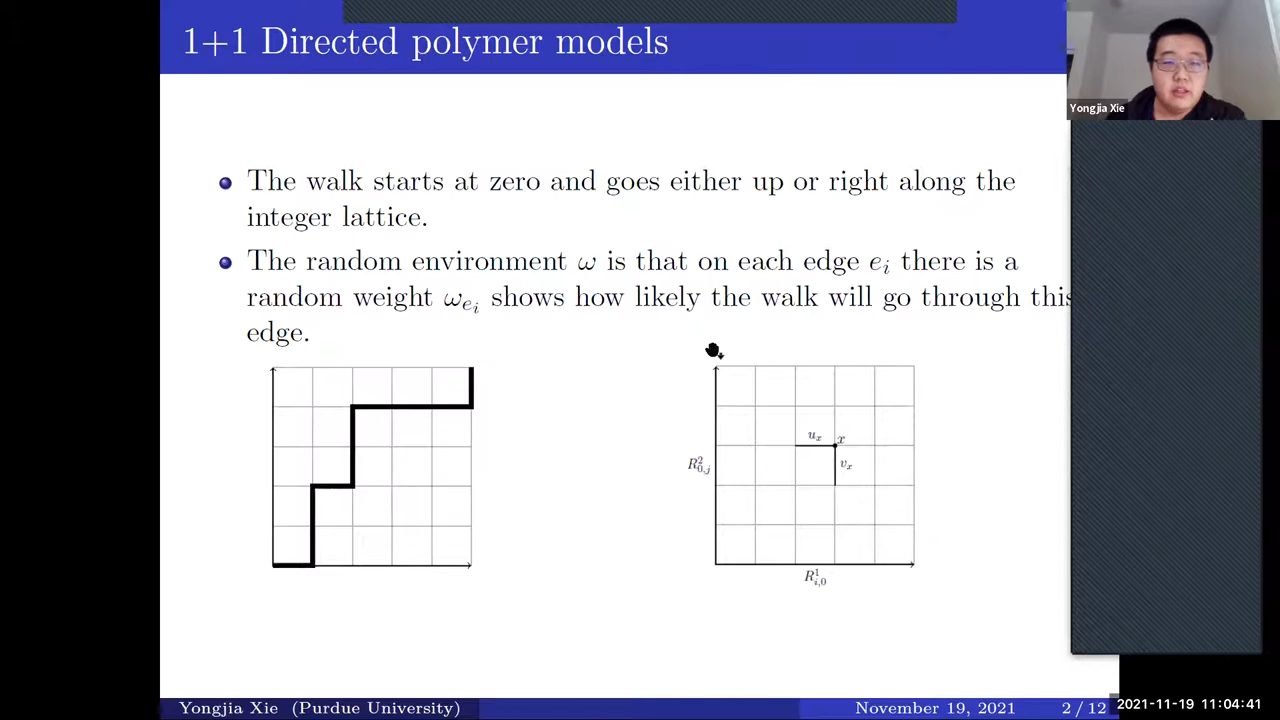 1+1 Directed polymer models
Yongjia Xie
The walk starts at zero and goes either up or right along the
integer lattice.
The random environment ω is that on each edge e_i there is a
random weight ω_{e_i} shows how likely the walk will go through this
edge.
u_x
x
R^2_{0,j}
v_x
R^1_{i,0}
Yongjia Xie (Purdue University)
November 19, 2021
2 / 12
2021-11-19 11:04:41